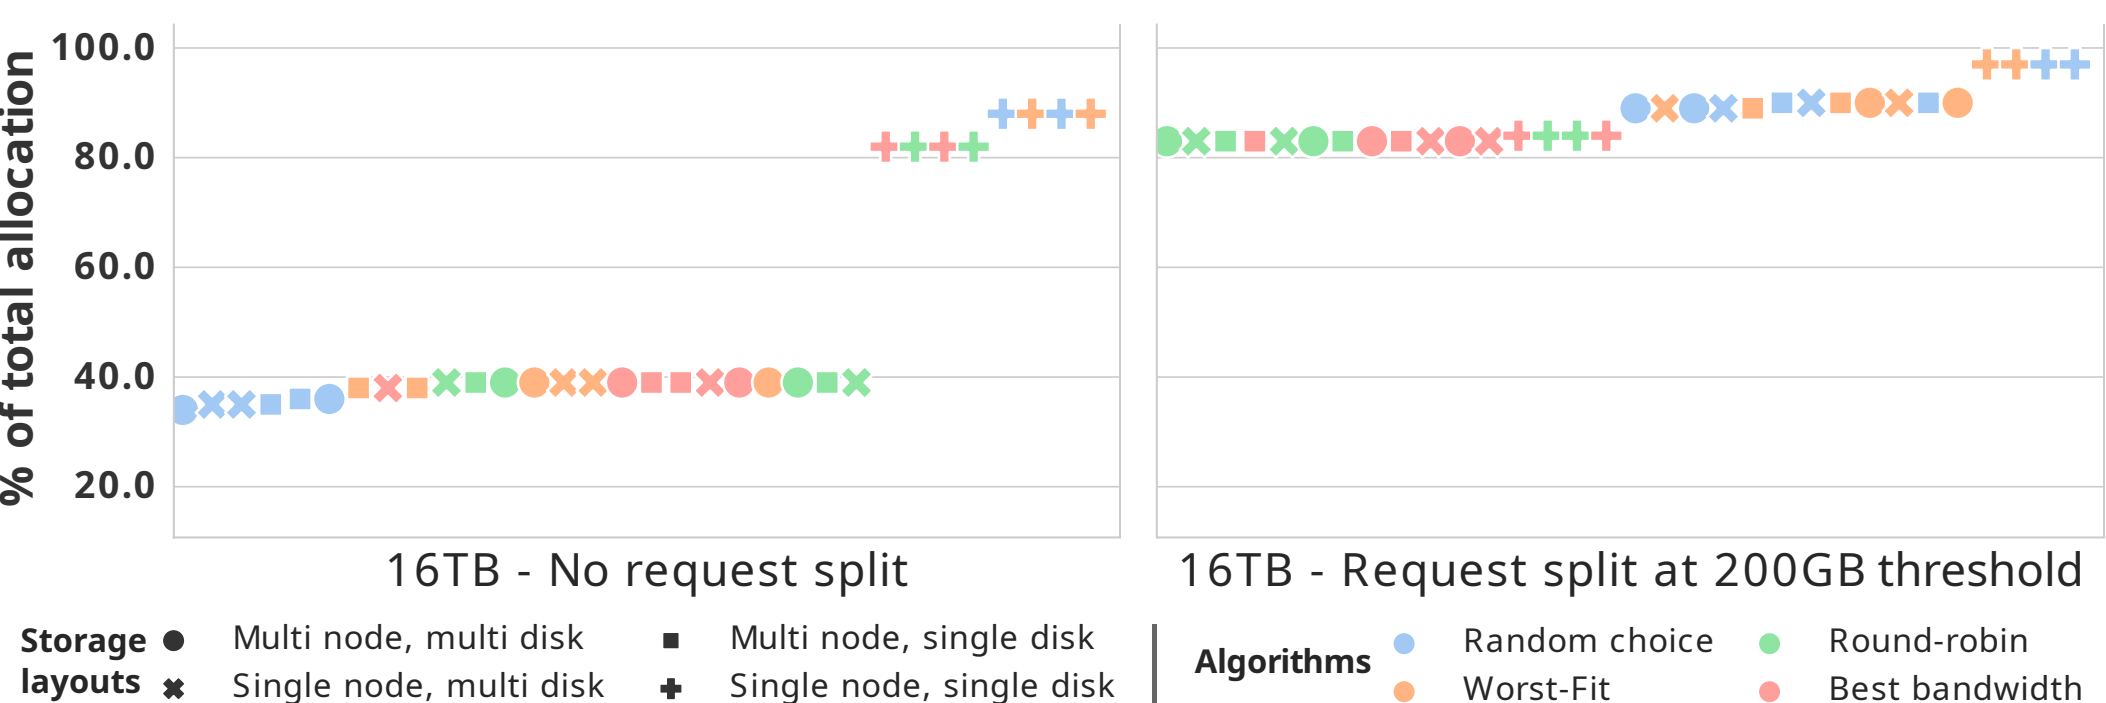 % of total allocation
100.0
80.0
60.0
40.0
20.0
16TB - No request split
16TB - Request split at 200GB threshold
Storage layouts
Multi node, multi disk
Multi node, single disk
Single node, multi disk
Single node, single disk
Algorithms
Random choice
Round-robin
Worst-Fit
Best bandwidth